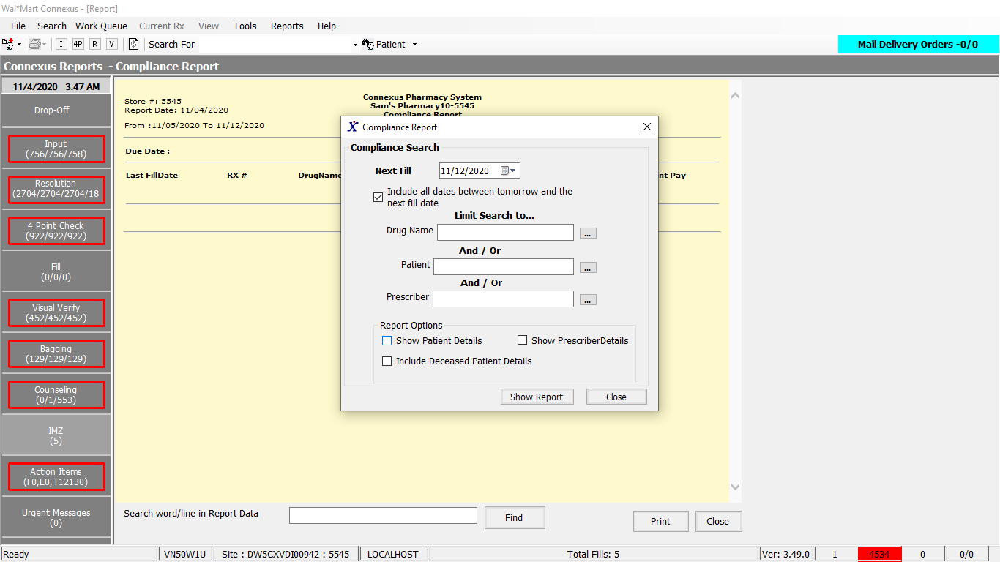 Wal*Mart Connexus - [Report]
File Search Work Queue Current Rx View Tools Reports Help
I 4P R V Search For Patient Mail Delivery Orders -0/0
Connexus Reports - Compliance Report
11/4/2020 3:47 AM
Drop-Off
Input
(756/756/758)
Resolution
(2704/2704/2704/18
4 Point Check
(922/922/922)
Fill
(0/0/0)
Visual Verify
(452/452/452)
Bagging
(129/129/129)
Counseling
(0/1/553)
IMZ
(5)
Action Items
(F0,E0,T12130)
Urgent Messages
(0)
Store #: 5545
Report Date: 11/04/2020
From :11/05/2020 To 11/12/2020
Connexus Pharmacy System
Sam's Pharmacy10-5545
Compliance Report
Due Date :
Last FillDate RX # DrugName nt Pay
Compliance Report
Compliance Search
Next Fill 11/12/2020
Include all dates between tomorrow and the
next fill date
Limit Search to...
Drug Name ...
And / Or
Patient ...
And / Or
Prescriber ...
Report Options
Show Patient Details Show PrescriberDetails
Include Deceased Patient Details
Show Report Close
Search word/line in Report Data Find Print Close
Ready VN50W1U Site : DW5CXVDI00942 : 5545 LOCALHOST Total Fills: 5 Ver: 3.49.0 1 4534 0 0/0